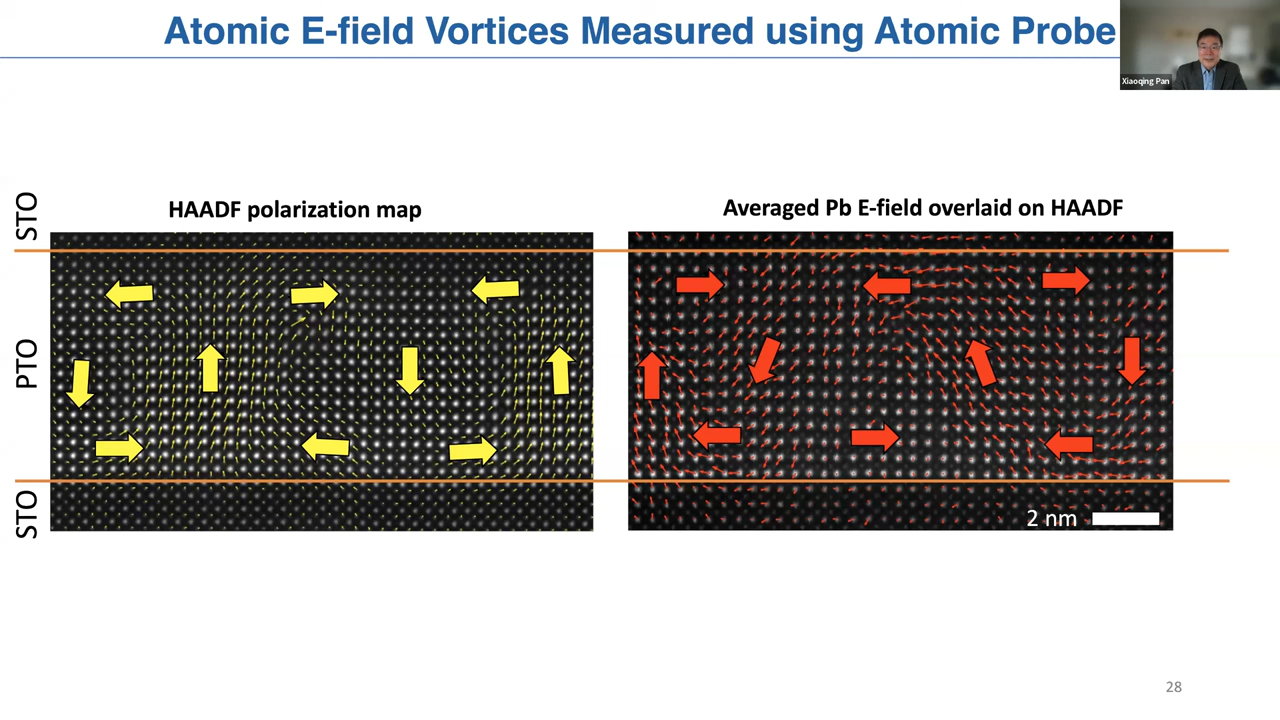 Atomic E-field Vortices Measured using Atomic Probe
Xiaoqing Pan
HAADF polarization map
Averaged Pb E-field overlaid on HAADF
STO
PTO
STO
2 nm
28